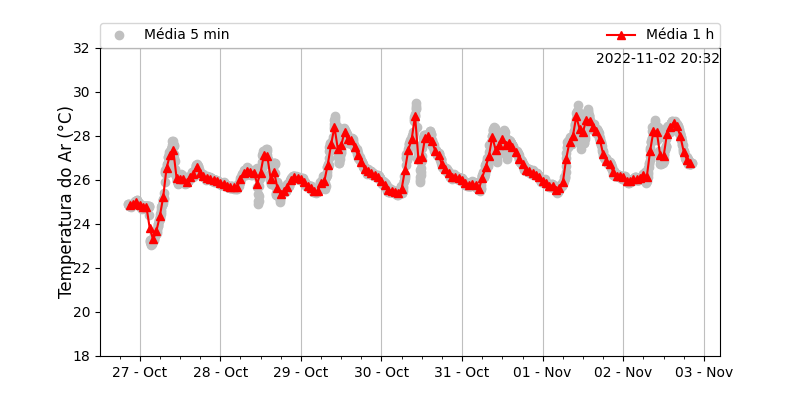 Média 5 min
Média 1 h
2022-11-02 20:32
Temperatura do Ar (°C)
32
30
28
26
24
22
20
18
27 - Oct
28 - Oct
29 - Oct
30 - Oct
31 - Oct
01 - Nov
02 - Nov
03 - Nov